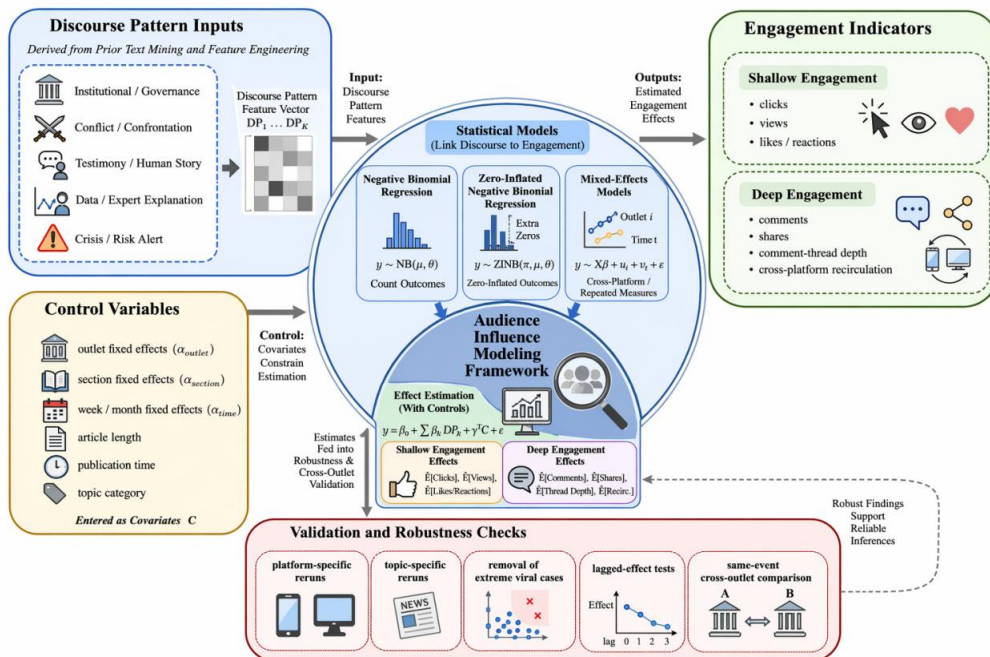 Discourse Pattern Inputs
Derived from Prior Text Mining and Feature Engineering
Institutional / Governance
Conflict / Confrontation
Testimony / Human Story
Data / Expert Explanation
Crisis / Risk Alert
Discourse Pattern
Feature Vector
DP₁ … DP_K
Input:
Discourse
Pattern
Features
Control Variables
outlet fixed effects (α_outlet)
section fixed effects (α_section)
week / month fixed effects (α_time)
article length
publication time
topic category
Entered as Covariates C
Control:
Covariates
Constrain
Estimation
Statistical Models
(Link Discourse to Engagement)
Negative Binomial
Regression
y ~ NB(μ, θ)
Count Outcomes
Zero-Inflated
Negative Binomial
Regression
Extra
Zeros
y ~ ZINB(π, μ, θ)
Zero-Inflated Outcomes
Mixed-Effects
Models
Outlet i
Time t
y ~ Xβ + u_i + v_t + ε
Cross-Platform /
Repeated Measures
Audience
Influence
Modeling
Framework
Effect Estimation
(With Controls)
y = β₀ + ∑ β_k DP_k + γᵀC + ε
Shallow Engagement
Effects
Ê[Clicks], Ê[Views],
Ê[Likes/Reactions]
Deep Engagement
Effects
Ê[Comments], Ê[Shares],
Ê[Thread Depth], Ê[Recirc.]
Outputs:
Estimated
Engagement
Effects
Engagement Indicators
Shallow Engagement
• clicks
• views
• likes / reactions
Deep Engagement
• comments
• shares
• comment-thread depth
• cross-platform recirculation
Estimates
Fed into
Robustness &
Cross-Outlet
Validation
Robust Findings
Support
Reliable
Inferences
Validation and Robustness Checks
platform-specific
reruns
topic-specific
reruns
NEWS
removal of
extreme viral cases
lagged-effect tests
Effect
lag 0 1 2 3
same-event
cross-outlet comparison
A B